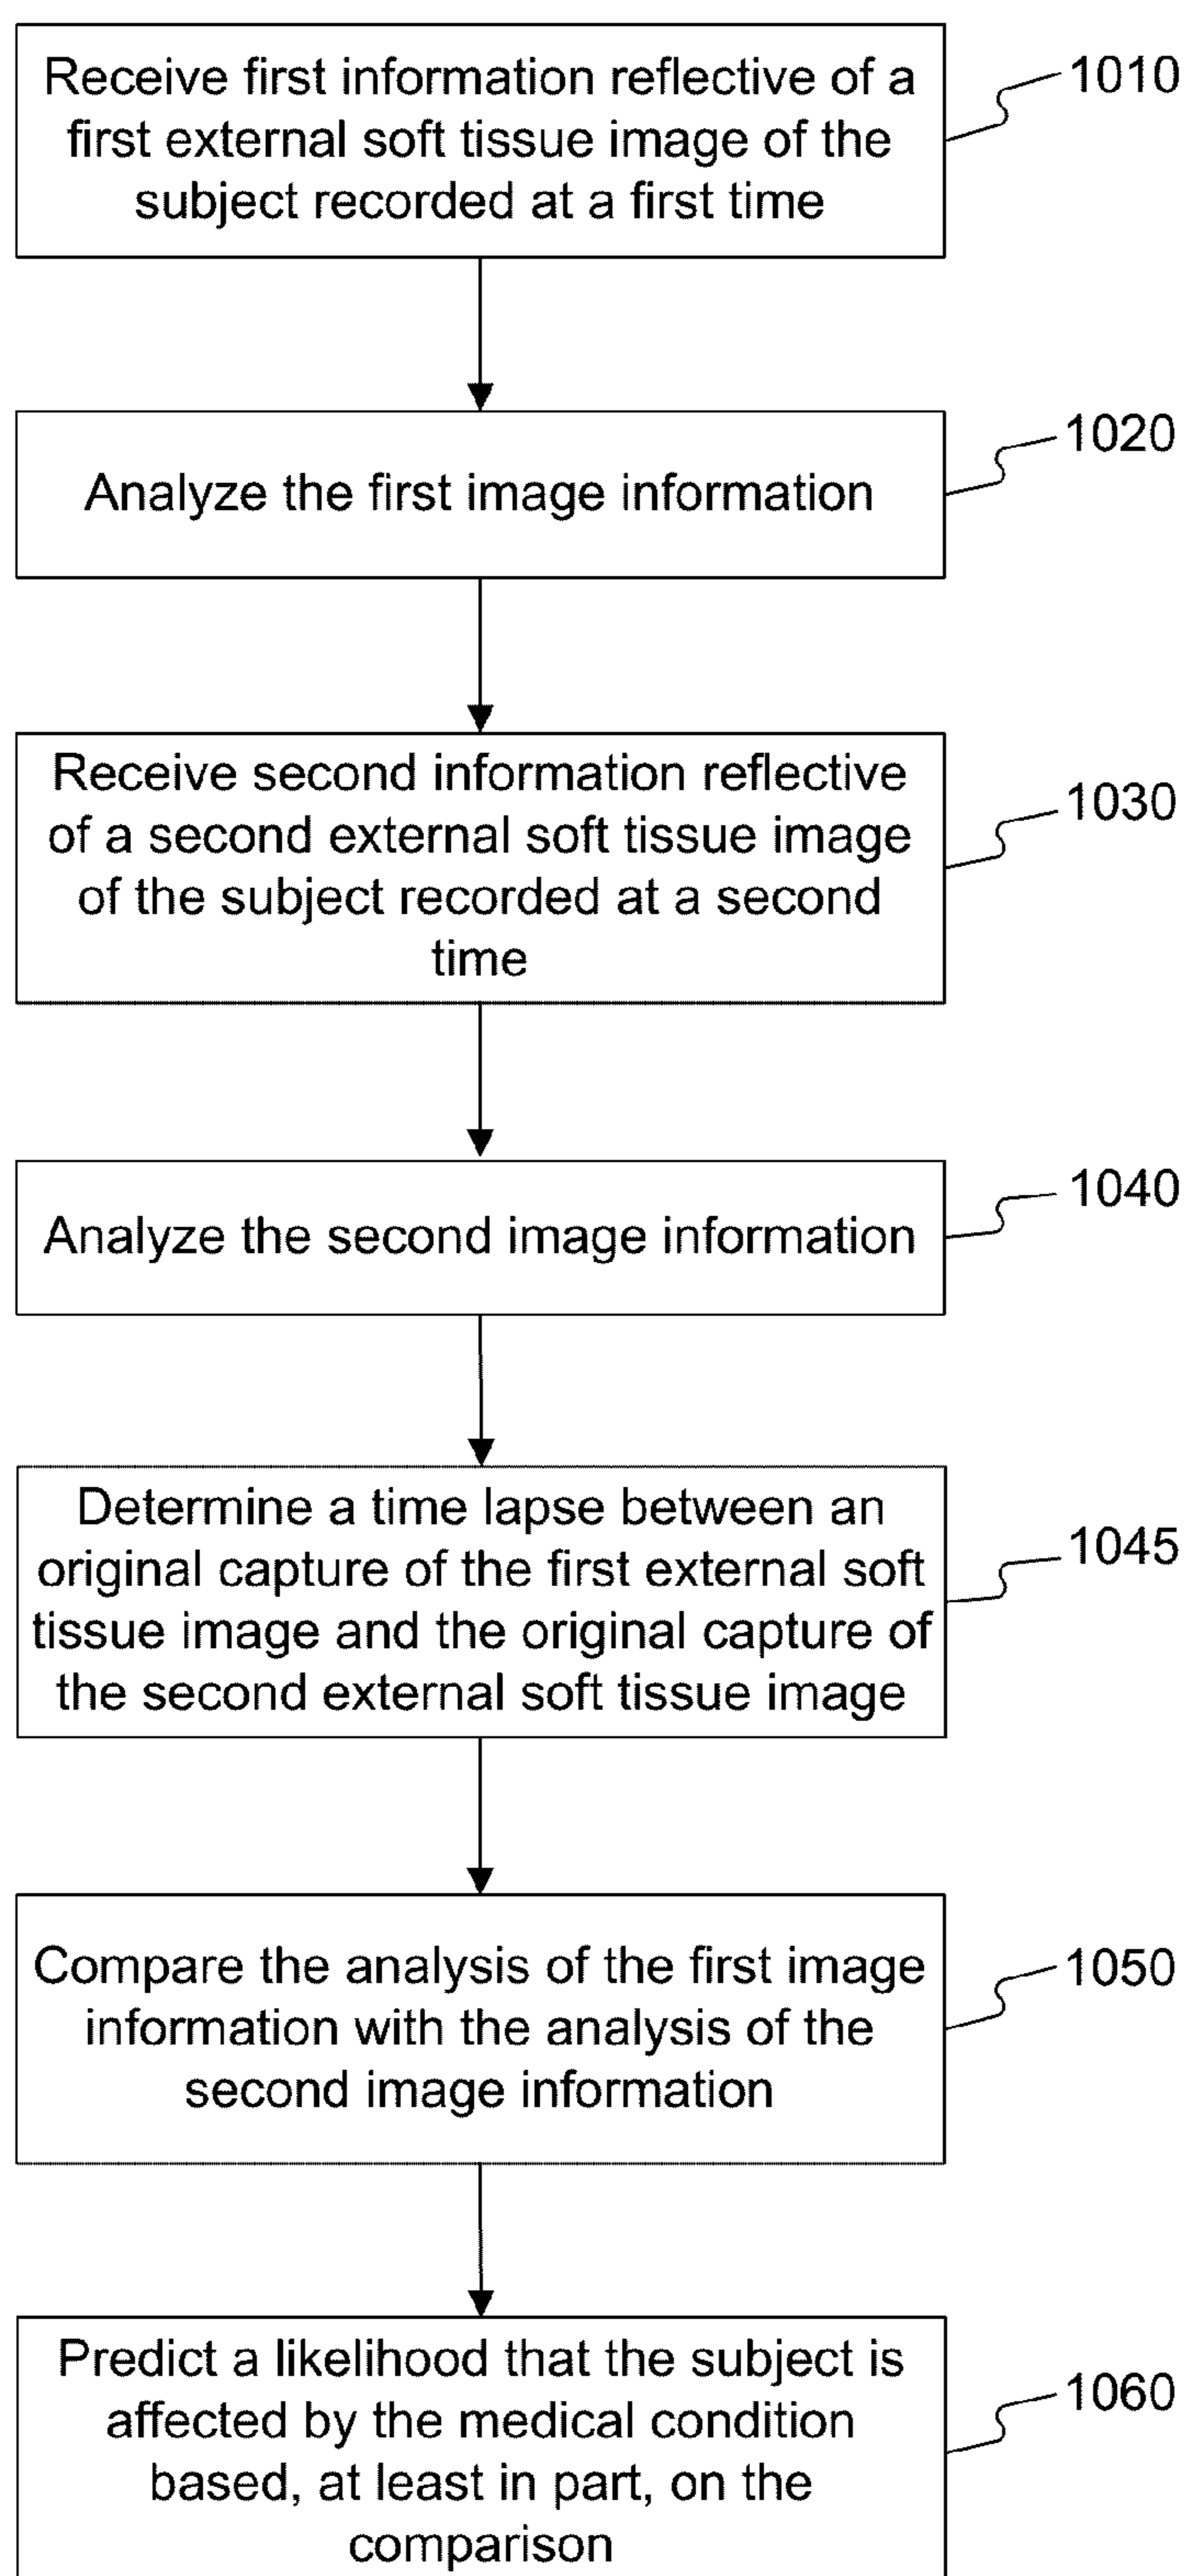 Receive first information reflective of a
first external soft tissue image of the
subject recorded at a first time
1010
Analyze the first image information
1020
Receive second information reflective
of a second external soft tissue image
of the subject recorded at a second
time
1030
Analyze the second image information
1040
Determine a time lapse between an
original capture of the first external soft
tissue image and the original capture of
the second external soft tissue image
1045
Compare the analysis of the first image
information with the analysis of the
second image information
1050
Predict a likelihood that the subject is
affected by the medical condition
based, at least in part, on the
comparison
1060